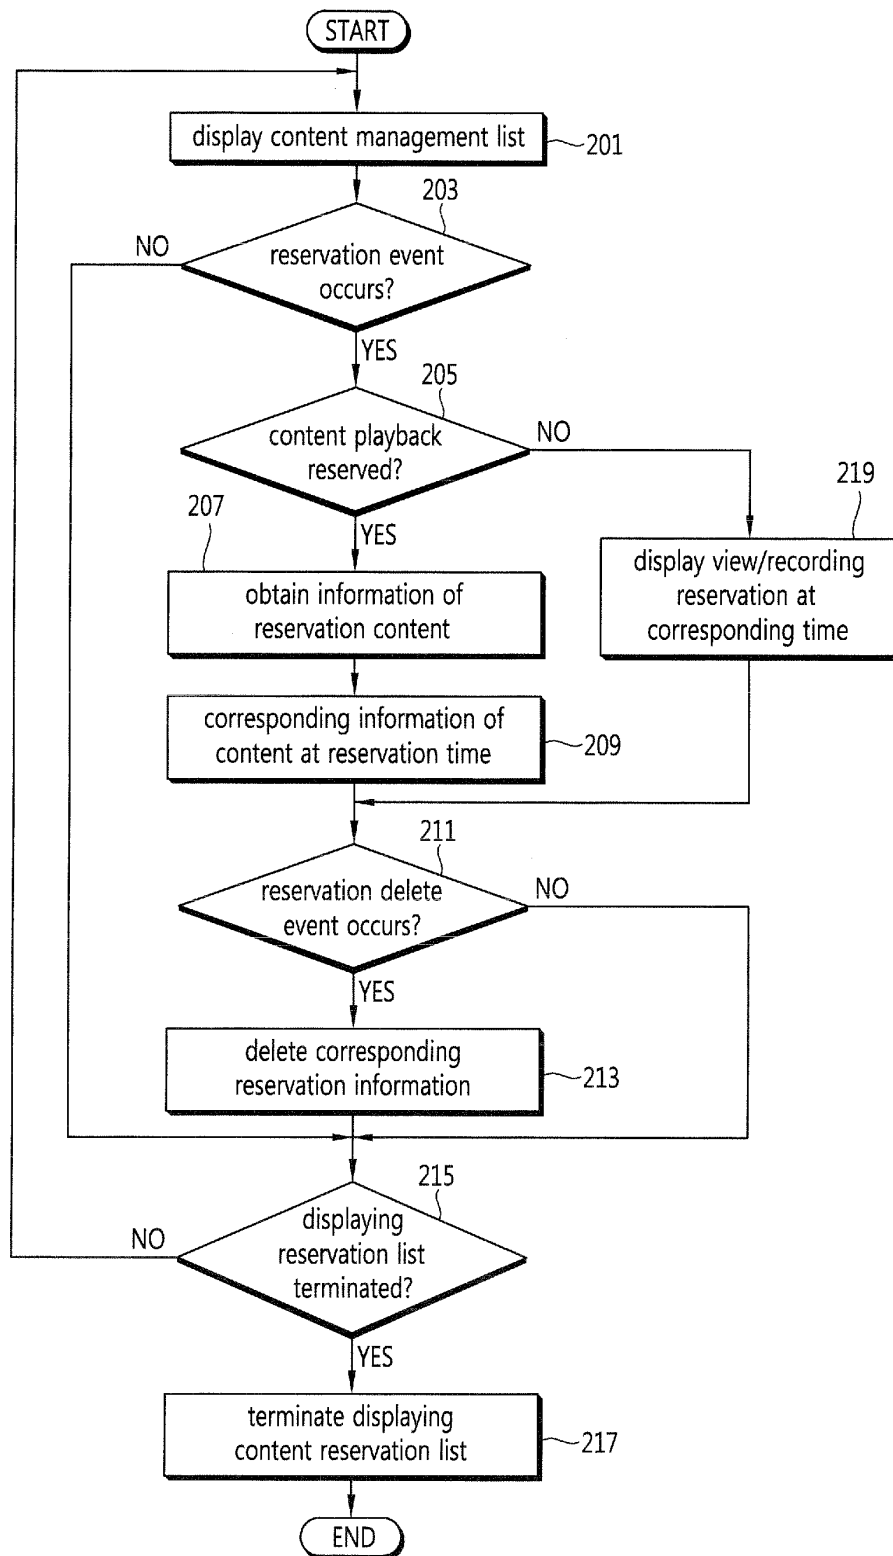 START
display content management list
201
203
NO
reservation event
occurs?
YES
205
content playback
reserved?
NO
YES
207
219
obtain information of
reservation content
display view/recording
reservation at
corresponding time
corresponding information of
content at reservation time
209
211
reservation delete
event occurs?
NO
YES
delete corresponding
reservation information
213
215
displaying
reservation list
terminated?
NO
YES
terminate displaying
content reservation list
217
END